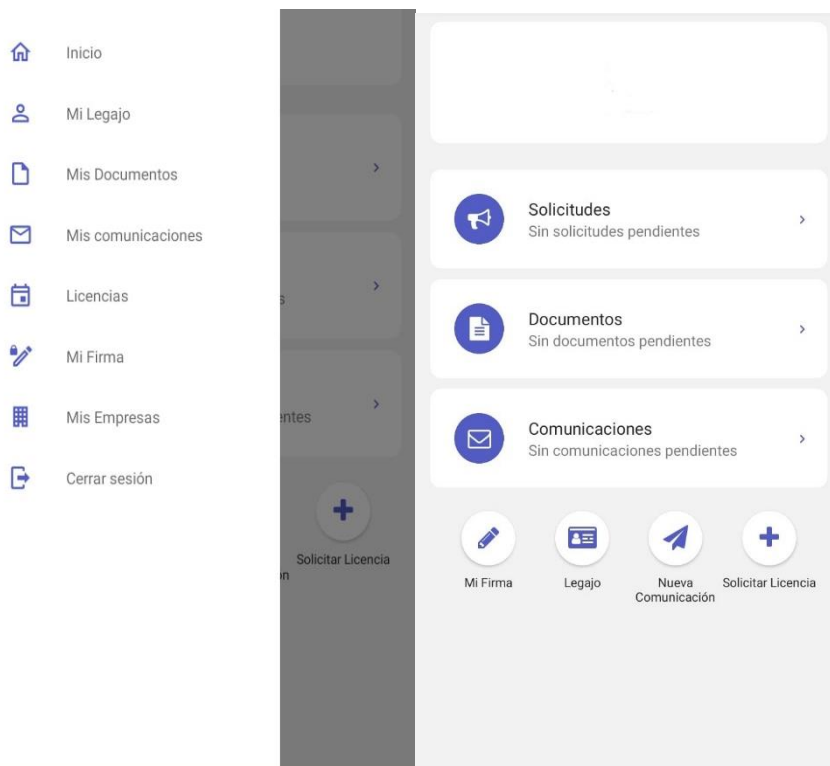 Inicio
Mi Legajo
Mis Documentos
Mis comunicaciones
Licencias
Mi Firma
Mis Empresas
Cerrar sesión
s
entes
Solicitar Licencia
n
Solicitudes
Sin solicitudes pendientes
Documentos
Sin documentos pendientes
Comunicaciones
Sin comunicaciones pendientes
Mi Firma
Legajo
Nueva
Comunicación
Solicitar Licencia